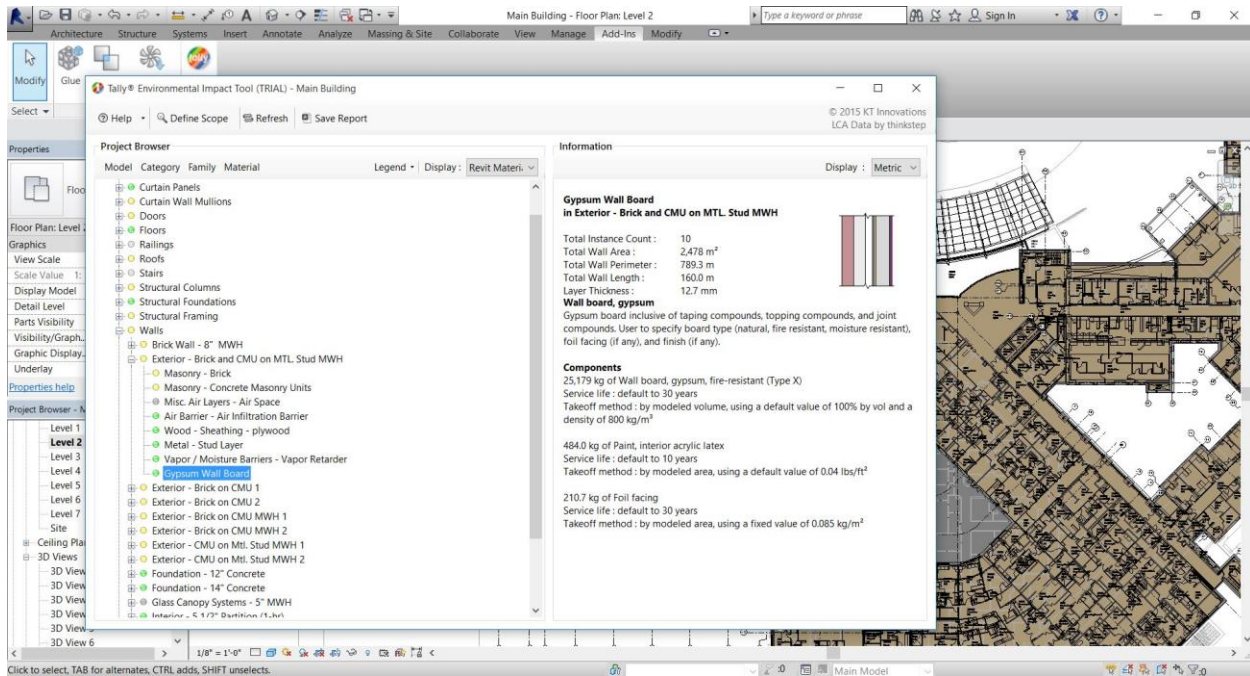 Main Building - Floor Plan: Level 2
Type a keyword or phrase
Sign In
Architecture Structure Systems Insert Annotate Analyze Massing & Site Collaborate View Manage Add-Ins Modify
Modify
Glue
Select
Tally® Environmental Impact Tool (TRIAL) - Main Building
Help
Define Scope
Refresh
Save Report
© 2015 KT Innovations
LCA Data by thinkstep
Properties
Floo
Floor Plan: Level 2
Graphics
View Scale
Scale Value 1:
Display Model
Detail Level
Parts Visibility
Visibility/Graph..
Graphic Display..
Underlay
Properties help
Project Browser - M
Level 1
Level 2
Level 3
Level 4
Level 5
Level 6
Level 7
Site
Ceiling Pla
3D Views
3D View
3D View
3D View
3D View
3D View 6
Project Browser
Model Category Family Material
Legend
Display : Revit Materi.
Curtain Panels
Curtain Wall Mullions
Doors
Floors
Railings
Roofs
Stairs
Structural Columns
Structural Foundations
Structural Framing
Walls
Brick Wall - 8" MWH
Exterior - Brick and CMU on MTL. Stud MWH
Masonry - Brick
Masonry - Concrete Masonry Units
Misc. Air Layers - Air Space
Air Barrier - Air Infiltration Barrier
Wood - Sheathing - plywood
Metal - Stud Layer
Vapor / Moisture Barriers - Vapor Retarder
Gypsum Wall Board
Exterior - Brick on CMU 1
Exterior - Brick on CMU 2
Exterior - Brick on CMU MWH 1
Exterior - Brick on CMU MWH 2
Exterior - CMU on Mtl. Stud MWH 1
Exterior - CMU on Mtl. Stud MWH 2
Foundation - 12" Concrete
Foundation - 14" Concrete
Glass Canopy Systems - 5" MWH
Interior - 5 1/2" Partition (1-hr)
Information
Display : Metric
Gypsum Wall Board
in Exterior - Brick and CMU on MTL. Stud MWH
Total Instance Count : 10
Total Wall Area : 2,478 m²
Total Wall Perimeter : 789.3 m
Total Wall Length : 160.0 m
Layer Thickness : 12.7 mm
Wall board, gypsum
Gypsum board inclusive of taping compounds, topping compounds, and joint
compounds. User to specify board type (natural, fire resistant, moisture resistant),
foil facing (if any), and finish (if any).
Components
25,179 kg of Wall board, gypsum, fire-resistant (Type X)
Service life : default to 30 years
Takeoff method : by modeled volume, using a default value of 100% by vol and a
density of 800 kg/m³
484.0 kg of Paint, interior acrylic latex
Service life : default to 10 years
Takeoff method : by modeled area, using a default value of 0.04 lbs/ft²
210.7 kg of Foil facing
Service life : default to 30 years
Takeoff method : by modeled area, using a fixed value of 0.085 kg/m²
1/8" = 1'-0"
Click to select, TAB for alternates, CTRL adds, SHIFT unselects.
:0
Main Model
:0